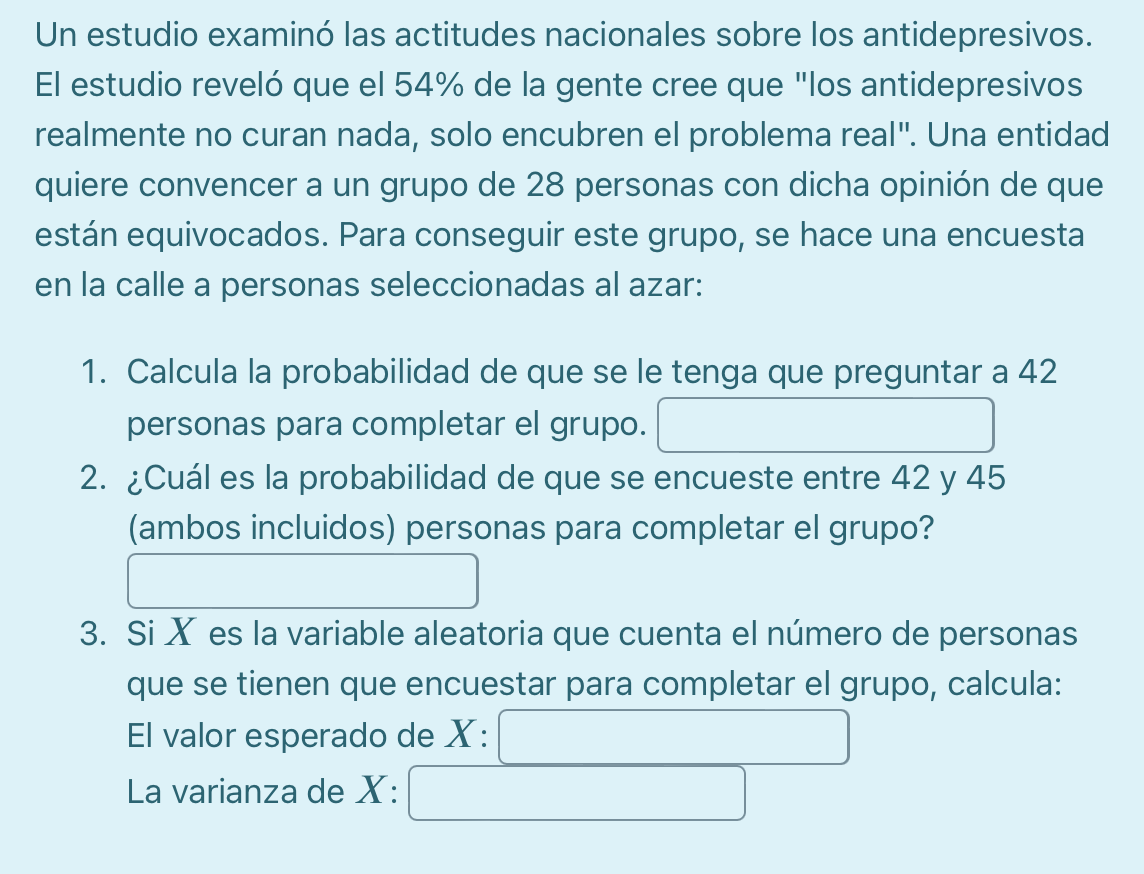 Un estudio examinó las actitudes nacionales sobre los antidepresivos.
El estudio reveló que el 54% de la gente cree que "los antidepresivos
realmente no curan nada, solo encubren el problema real". Una entidad
quiere convencer a un grupo de 28 personas con dicha opinión de que
están equivocados. Para conseguir este grupo, se hace una encuesta
en la calle a personas seleccionadas al azar:
1. Calcula la probabilidad de que se le tenga que preguntar a 42
personas para completar el grupo.
2. ¿Cuál es la probabilidad de que se encueste entre 42 y 45
(ambos incluidos) personas para completar el grupo?
3. Si X es la variable aleatoria que cuenta el número de personas
que se tienen que encuestar para completar el grupo, calcula:
El valor esperado de X:
La varianza de X: